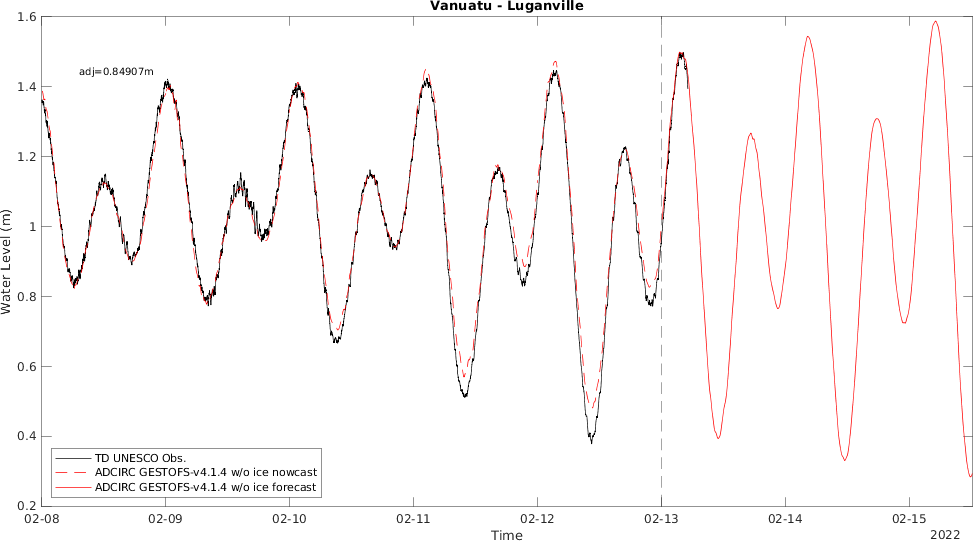 Vanuatu - Luganville
1.6
1.4
1.2
1
0.8
0.6
0.4
0.2
Water Level (m)
adj=0.84907m
TD UNESCO Obs.
ADCIRC GESTOFS-v4.1.4 w/o ice nowcast
ADCIRC GESTOFS-v4.1.4 w/o ice forecast
02-08 02-09 02-10 02-11 02-12 02-13 02-14 02-15
Time
2022